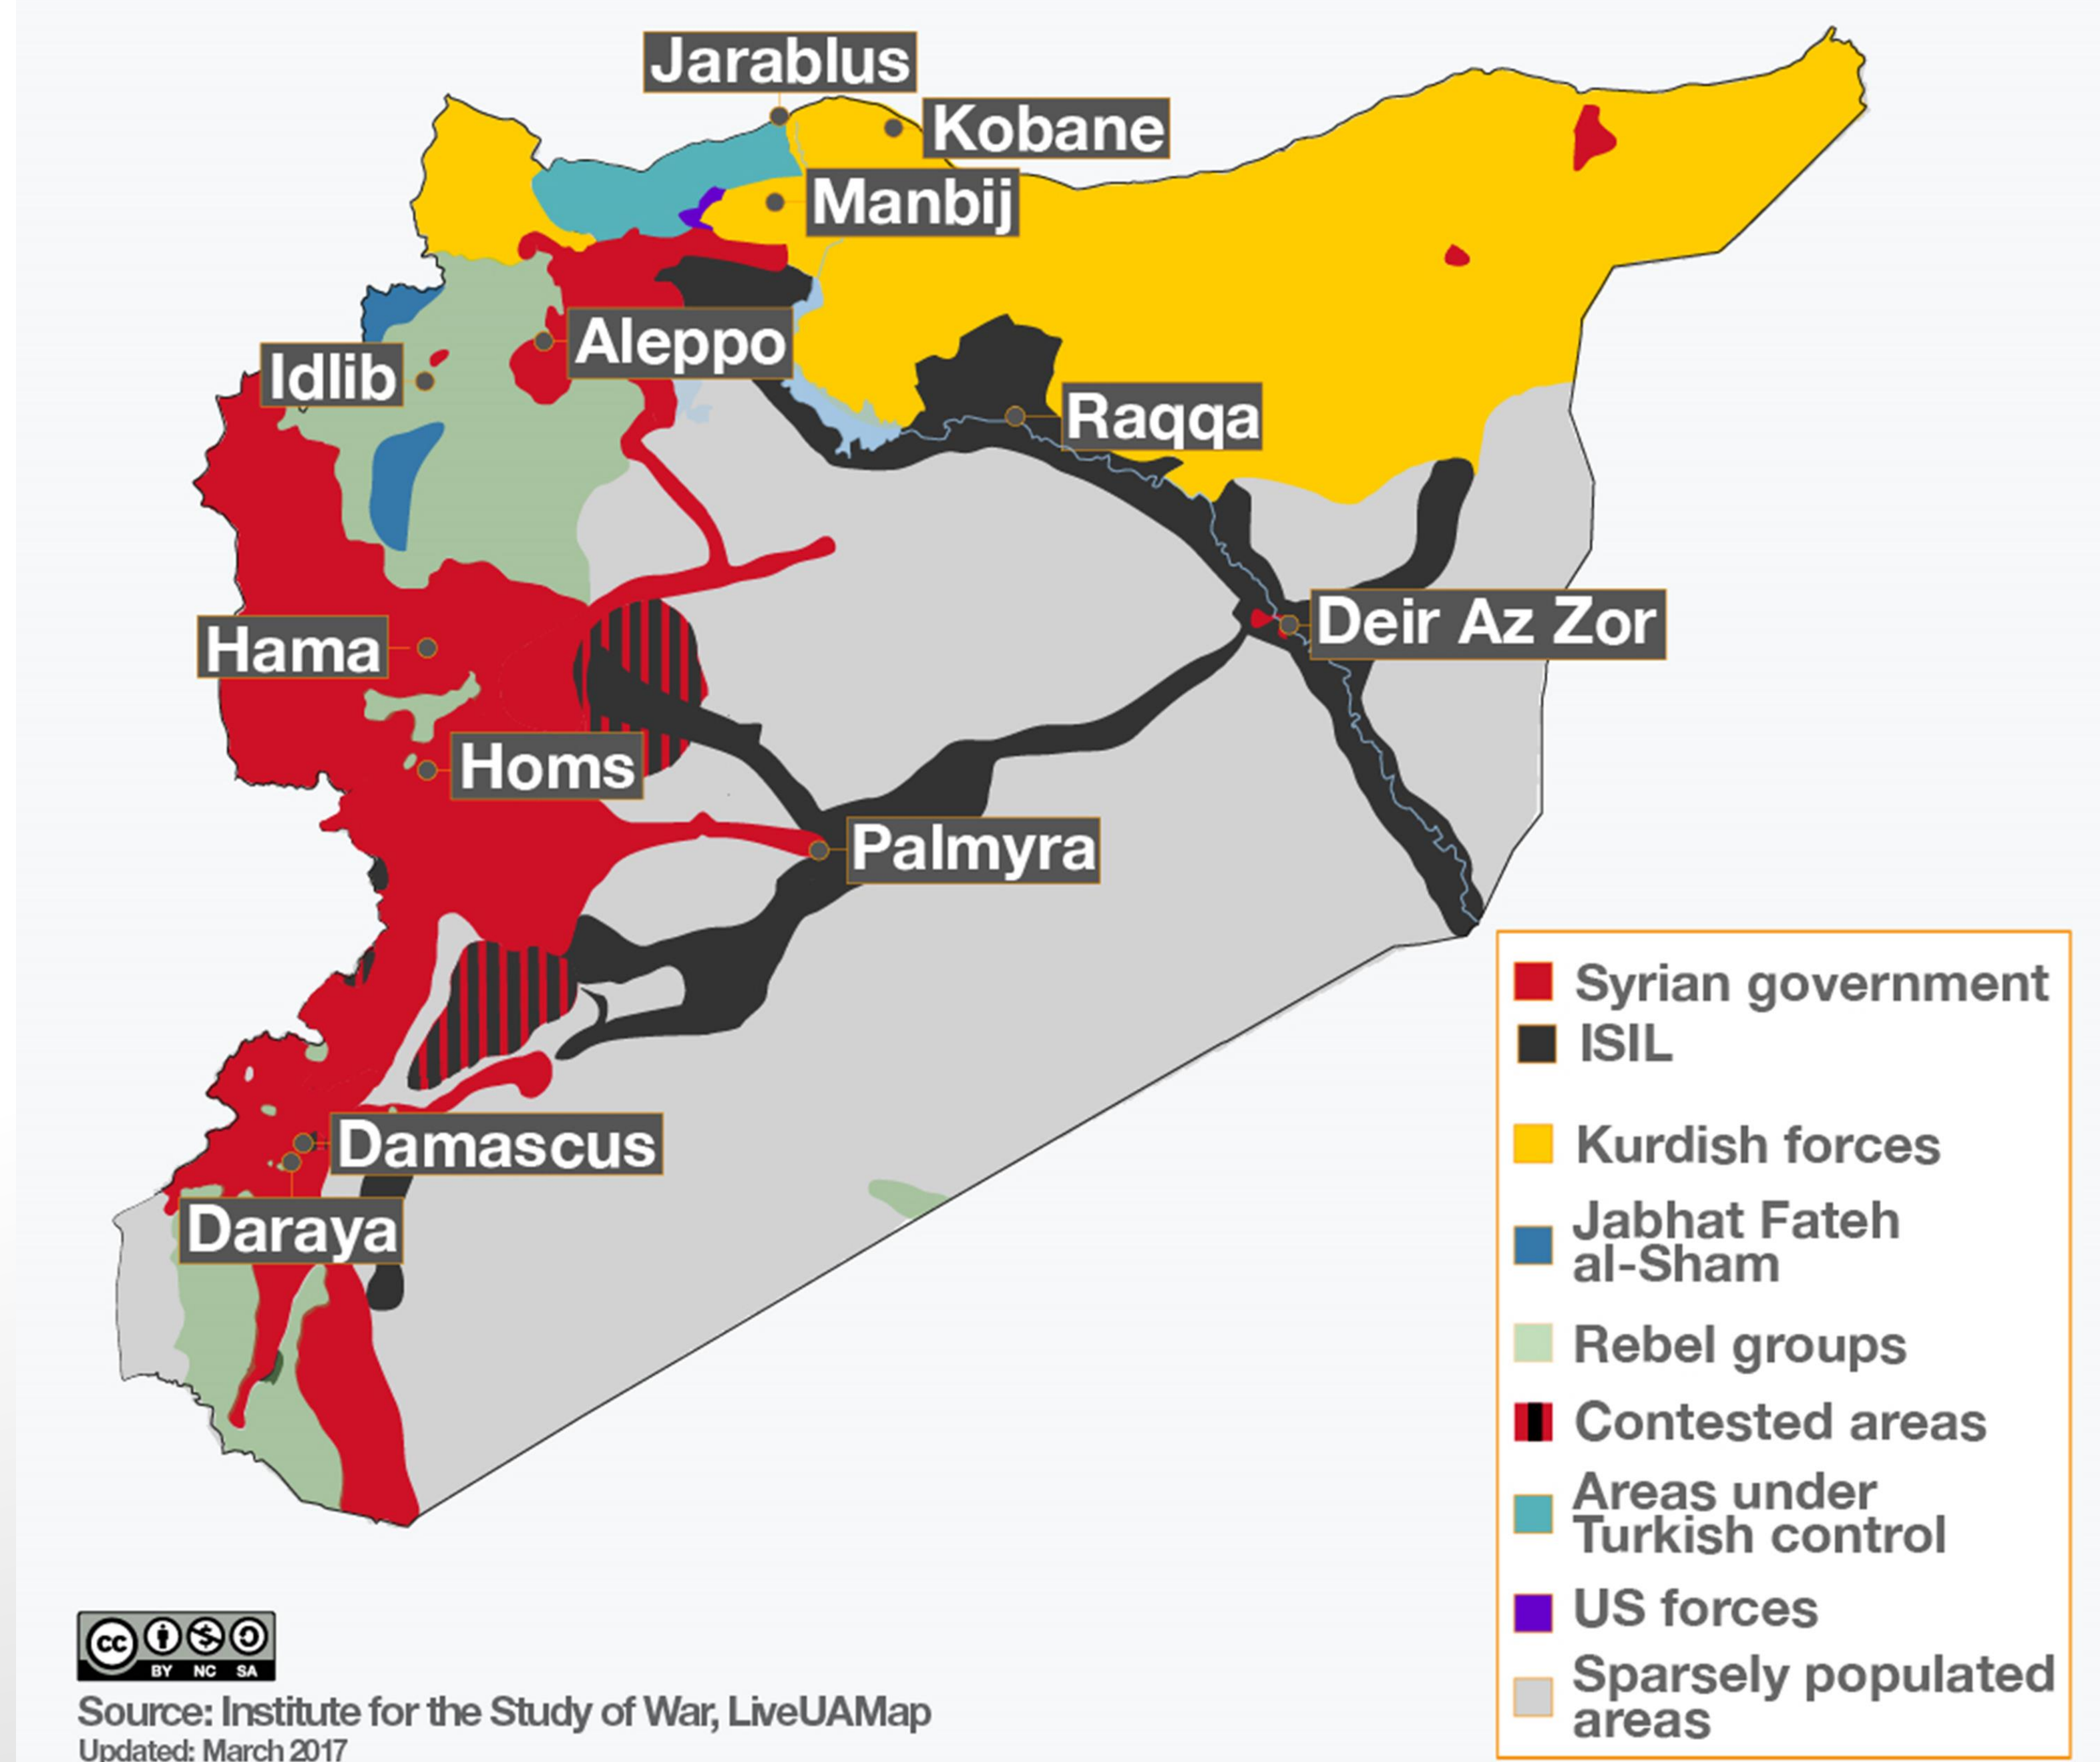 Jarablus
Kobane
Manbij
Aleppo
Idlib
Raqqa
Deir Az Zor
Hama
Homs
Palmyra
Damascus
Daraya
Syrian government
ISIL
Kurdish forces
Jabhat Fateh
al-Sham
Rebel groups
Contested areas
Areas under
Turkish control
US forces
Sparsely populated
areas
cc
BY NC SA
Source: Institute for the Study of War, LiveUAMap
Updated: March 2017